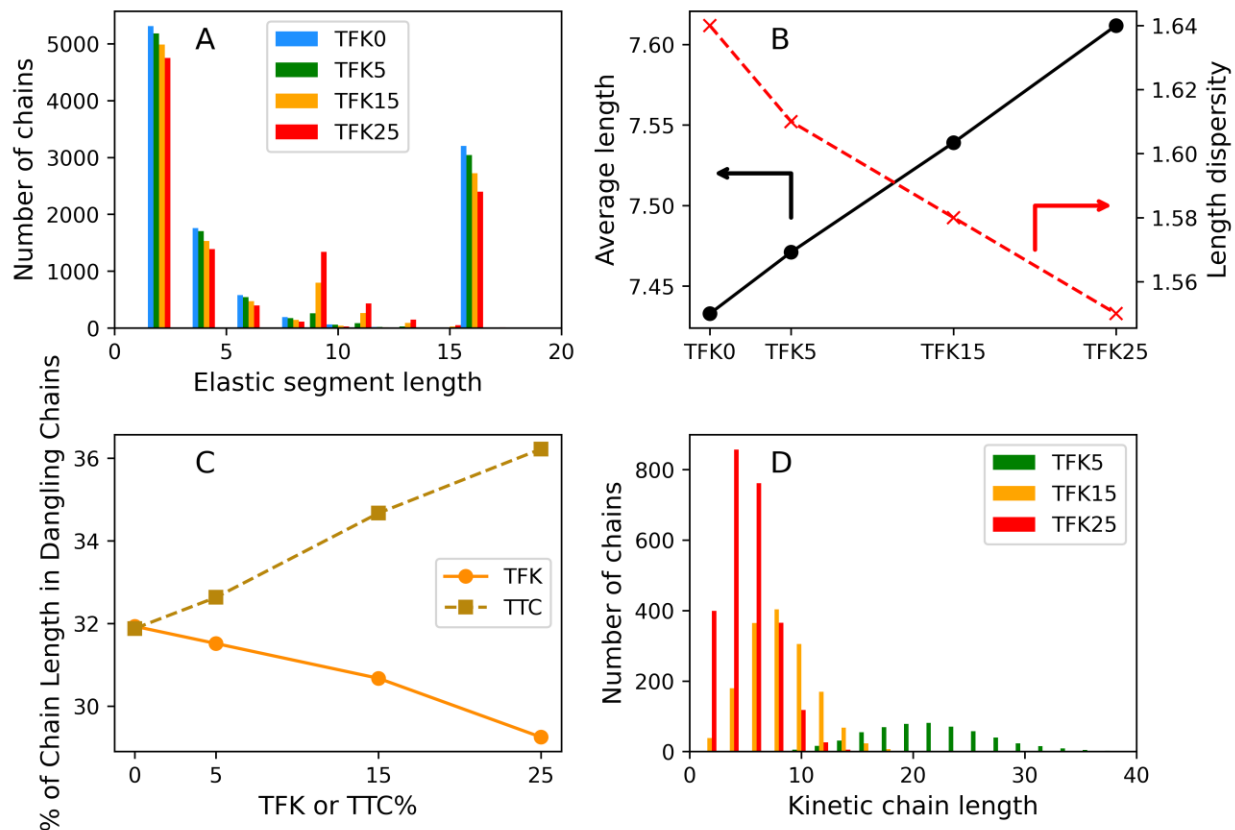 A
TFK0
TFK5
TFK15
TFK25
5000
4000
3000
2000
1000
0
Number of chains
0
5
10
15
20
Elastic segment length
B
7.60
7.55
7.50
7.45
Average length
1.64
1.62
1.60
1.58
1.56
Length dispersity
TFK0
TFK5
TFK15
TFK25
C
36
34
32
30
% of Chain Length in Dangling Chains
TFK
TTC
0
5
15
25
TFK or TTC%
D
TFK5
TFK15
TFK25
800
600
400
200
0
Number of chains
0
10
20
30
40
Kinetic chain length